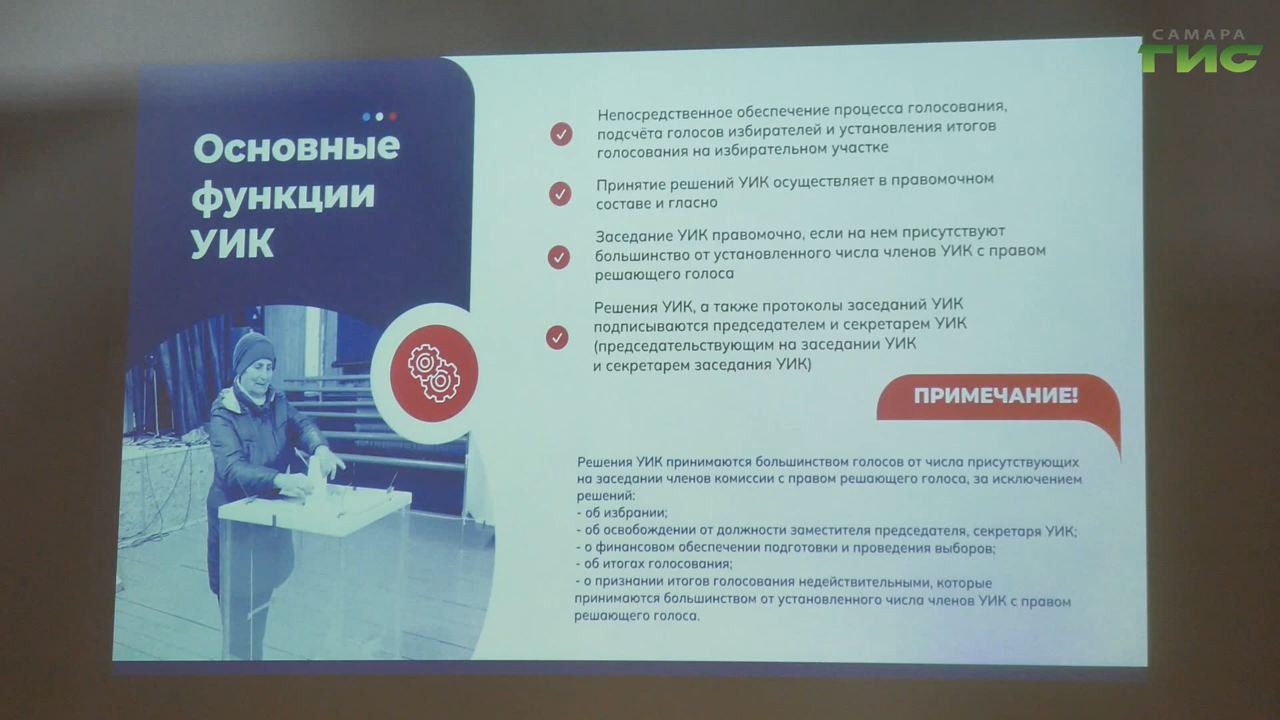 САМАРА
ГИС
Основные
функции
УИК
Непосредственное обеспечение процесса голосования,
подсчёта голосов избирателей и установления итогов
голосования на избирательном участке
Принятие решений УИК осуществляет в правомочном
составе и гласно
Заседание УИК правомочно, если на нем присутствуют
большинство от установленного числа членов УИК с правом
решающего голоса
Решения УИК, а также протоколы заседаний УИК
подписываются председателем и секретарем УИК
(председательствующим на заседании УИК
и секретарем заседания УИК)
ПРИМЕЧАНИЕ!
Решения УИК принимаются большинством голосов от числа присутствующих
на заседании членов комиссии с правом решающего голоса, за исключением
решений:
- об избрании;
- об освобождении от должности заместителя председателя, секретаря УИК;
- о финансовом обеспечении подготовки и проведения выборов;
- об итогах голосования;
- о признании итогов голосования недействительными, которые
принимаются большинством от установленного числа членов УИК с правом
решающего голоса.